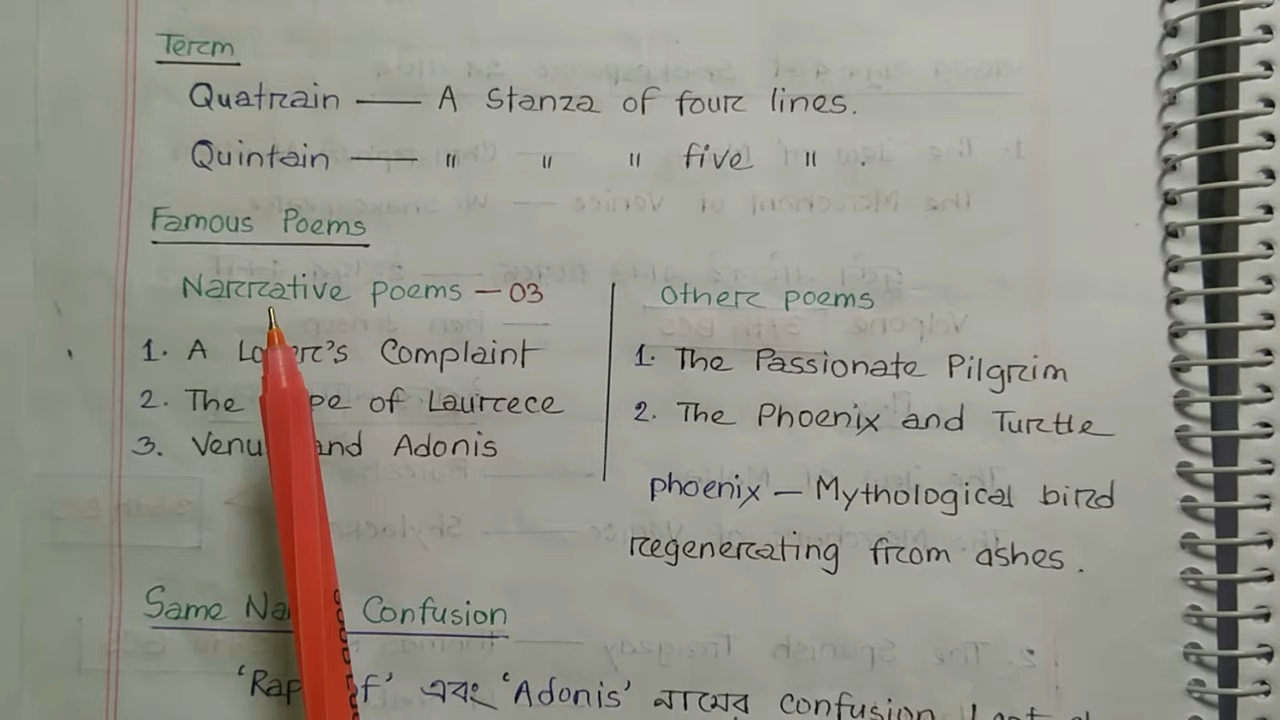 Term
Quatrain — A Stanza of four lines.
Quintain — " " " five " .
Famous Poems
Narrative poems – 03
1. A Complaint
2. The of Laurcece
3. and Adonis
Other poems
1. The Passionate Pilgrim
2. The Phoenix and Turtle
phoenix – Mythological bird
regenerating from ashes.
Same Confusion
এবং 'Adonis' নামের confusion